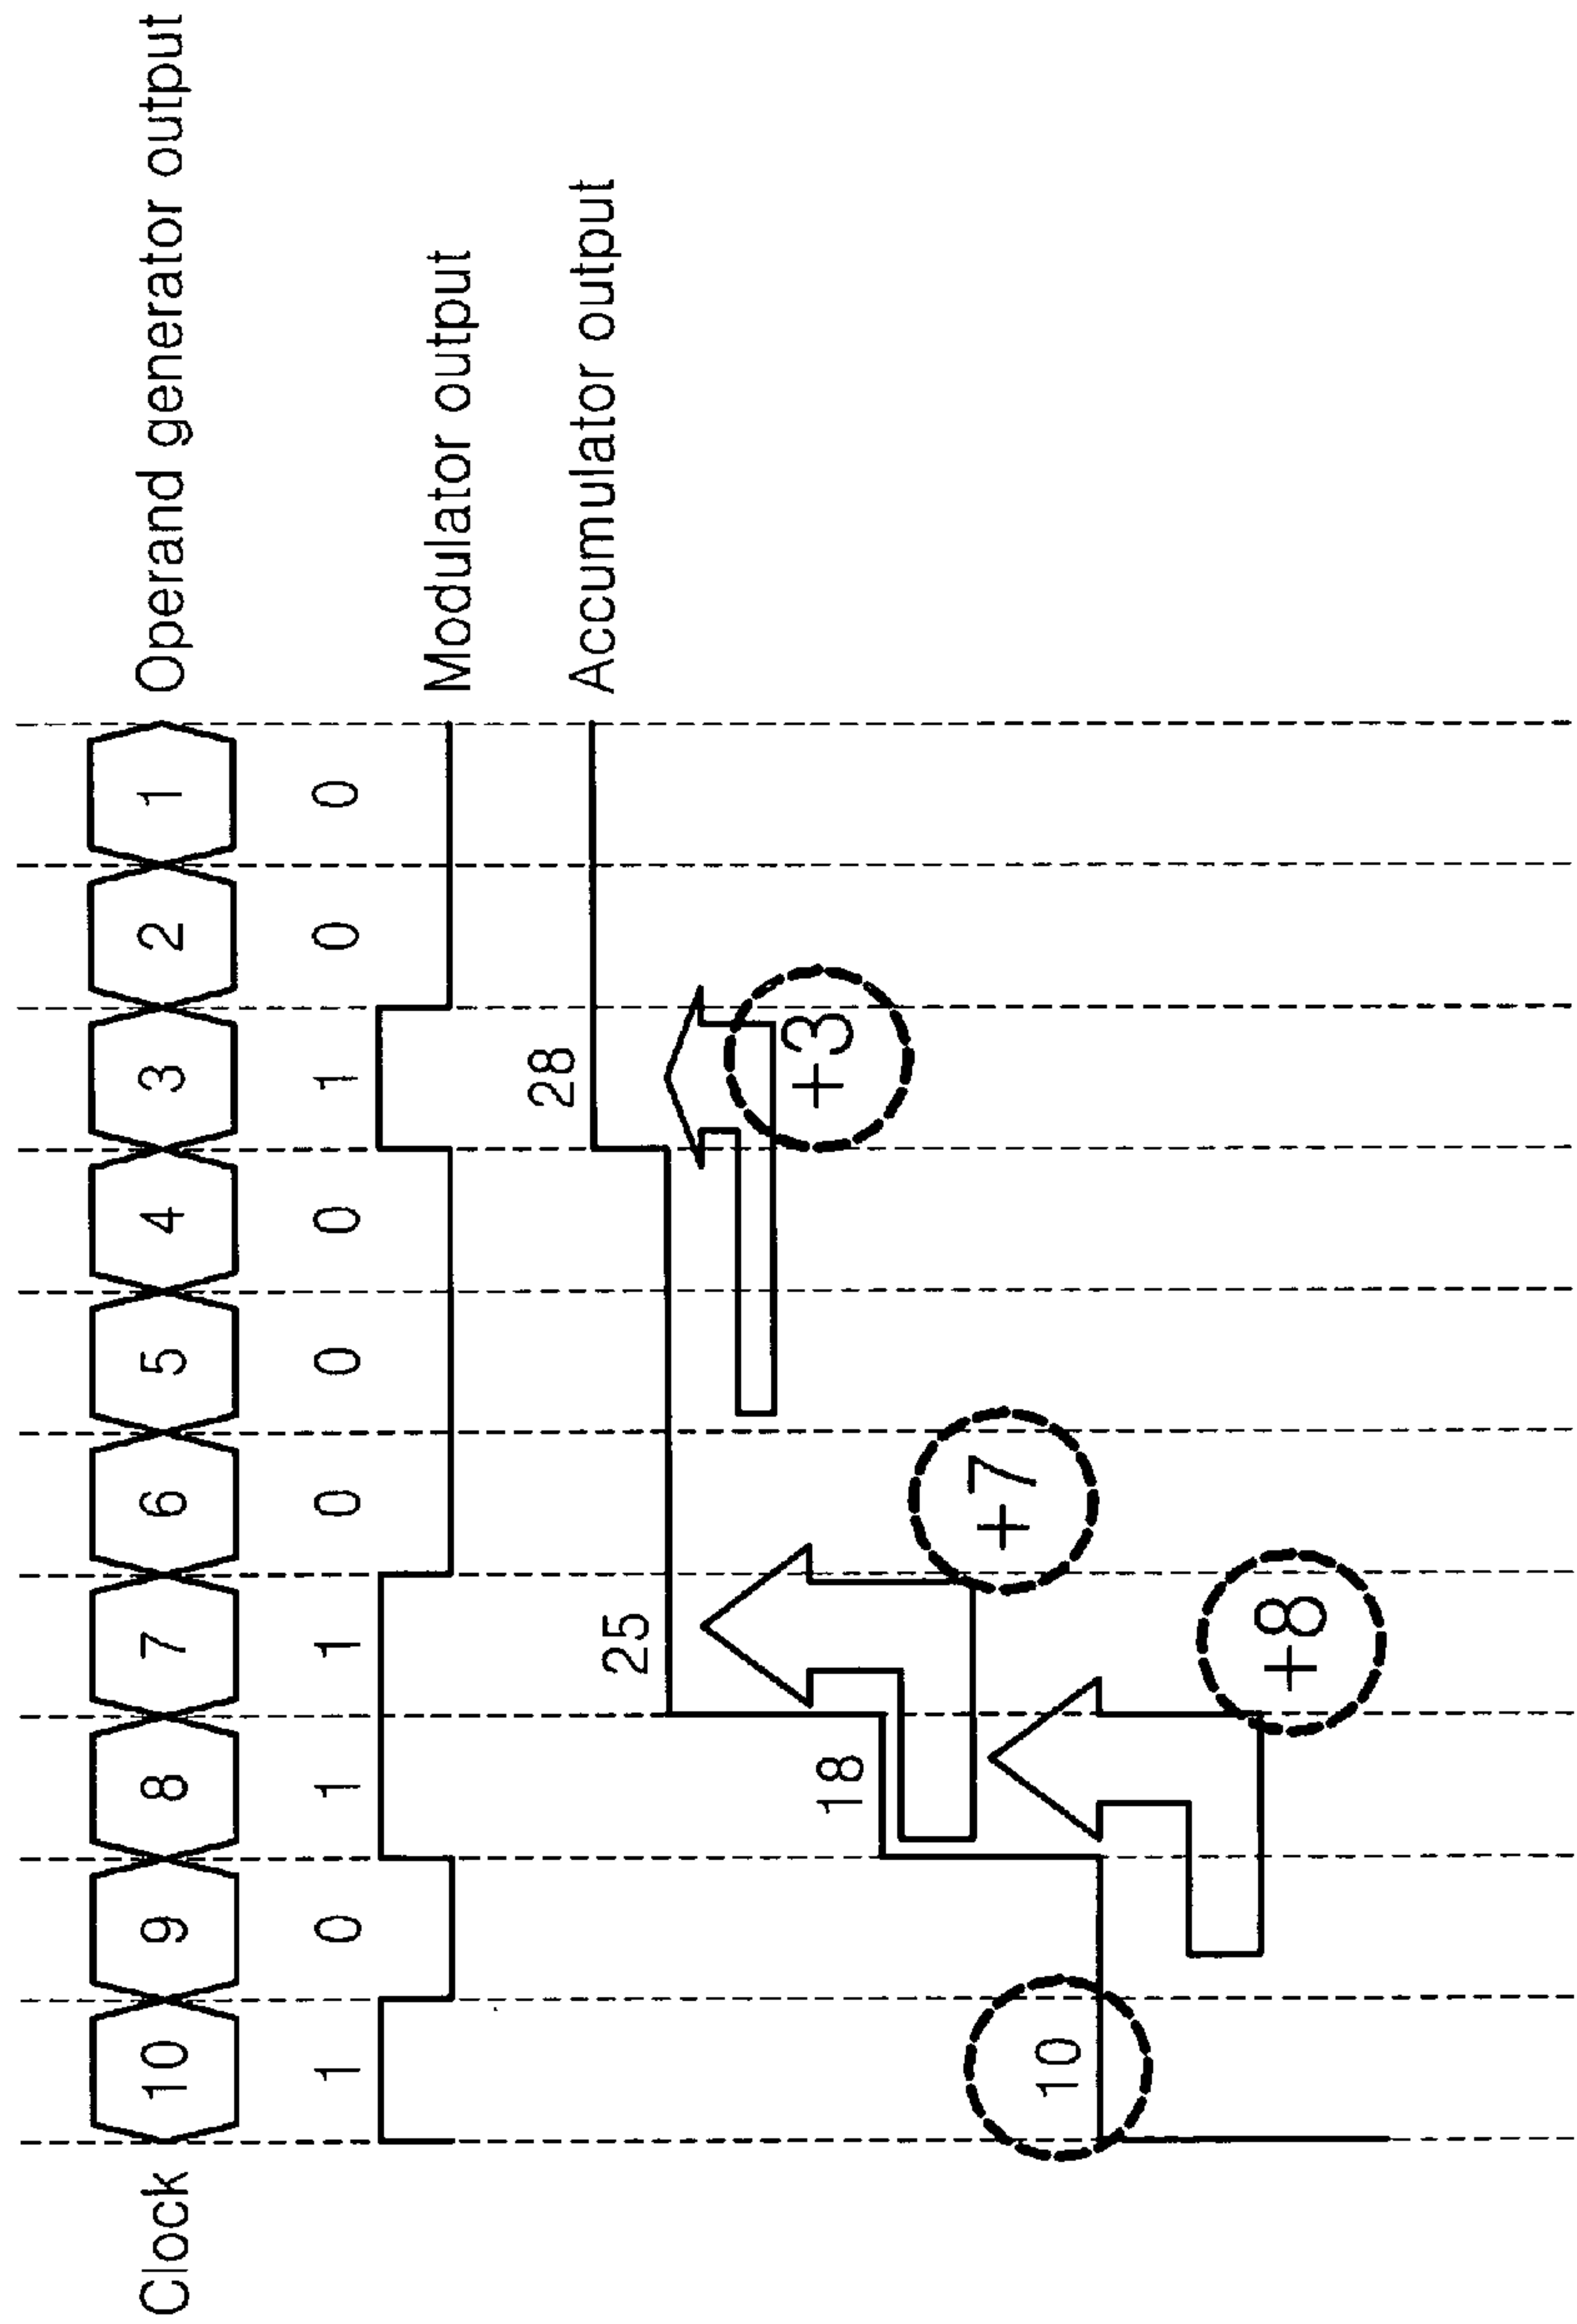 Clock 10 9 8 7 6 5 4 3 2 1 Operand generator output
1 0 1 1 0 0 0 1 0 0
Modulator output
28
Accumulator output
25
+3
18
+7
10
+8